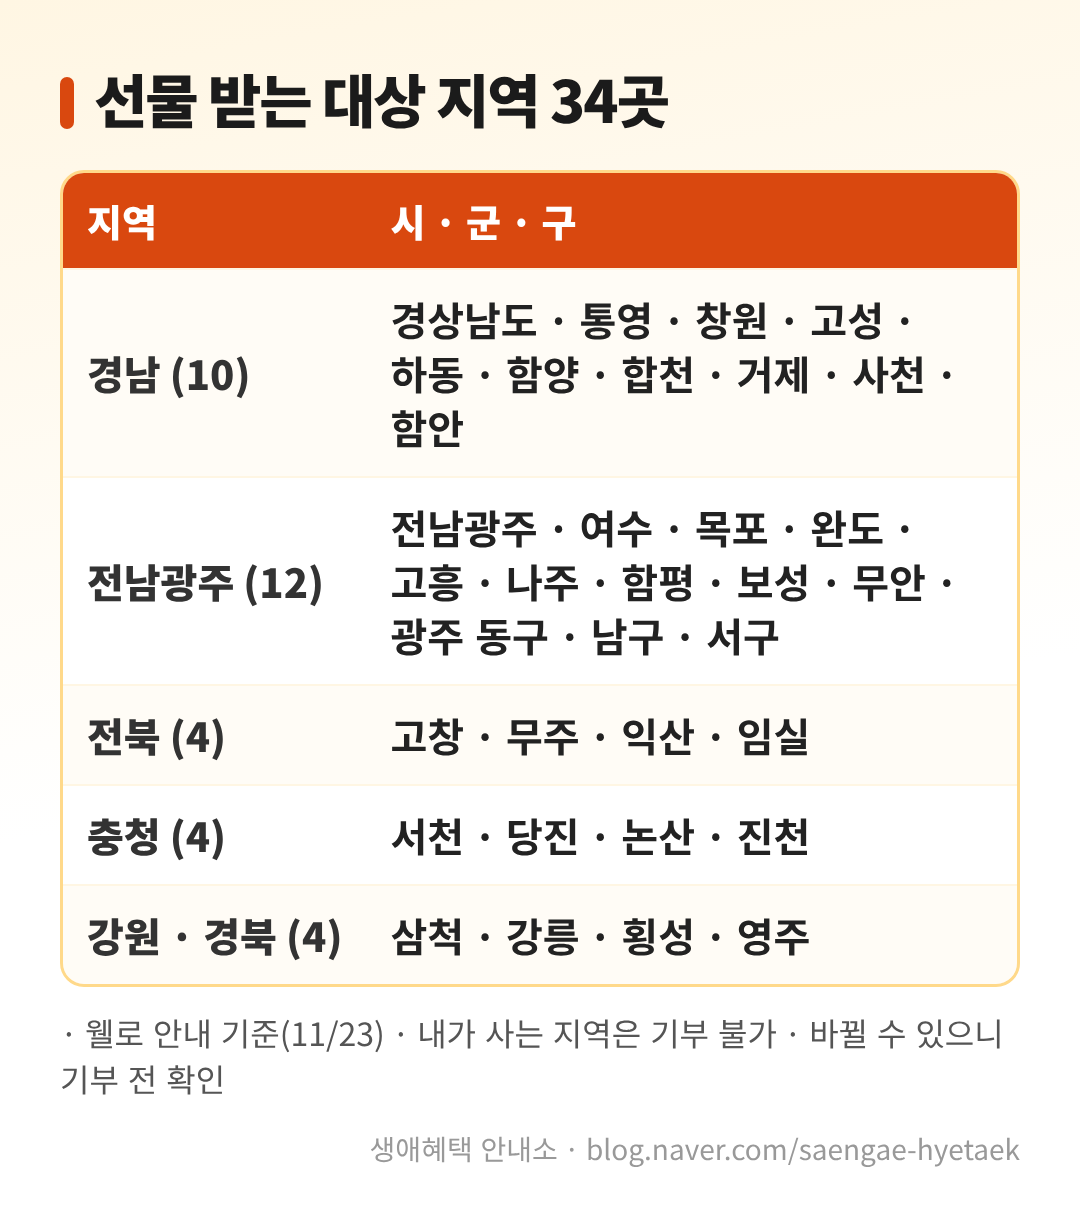 선물 받는 대상 지역 34곳
지역 시 · 군 · 구
경남 (10)
경상남도 · 통영 · 창원 · 고성 ·
하동 · 함양 · 합천 · 거제 · 사천 ·
함안
전남광주 (12)
전남광주 · 여수 · 목포 · 완도 ·
고흥 · 나주 · 함평 · 보성 · 무안 ·
광주 동구 · 남구 · 서구
전북 (4) 고창 · 무주 · 익산 · 임실
충청 (4) 서천 · 당진 · 논산 · 진천
강원 · 경북 (4) 삼척 · 강릉 · 횡성 · 영주
· 웰로 안내 기준(11/23) · 내가 사는 지역은 기부 불가 · 바뀔 수 있으니
기부 전 확인
생애혜택 안내소 · blog.naver.com/saengae-hyetaek